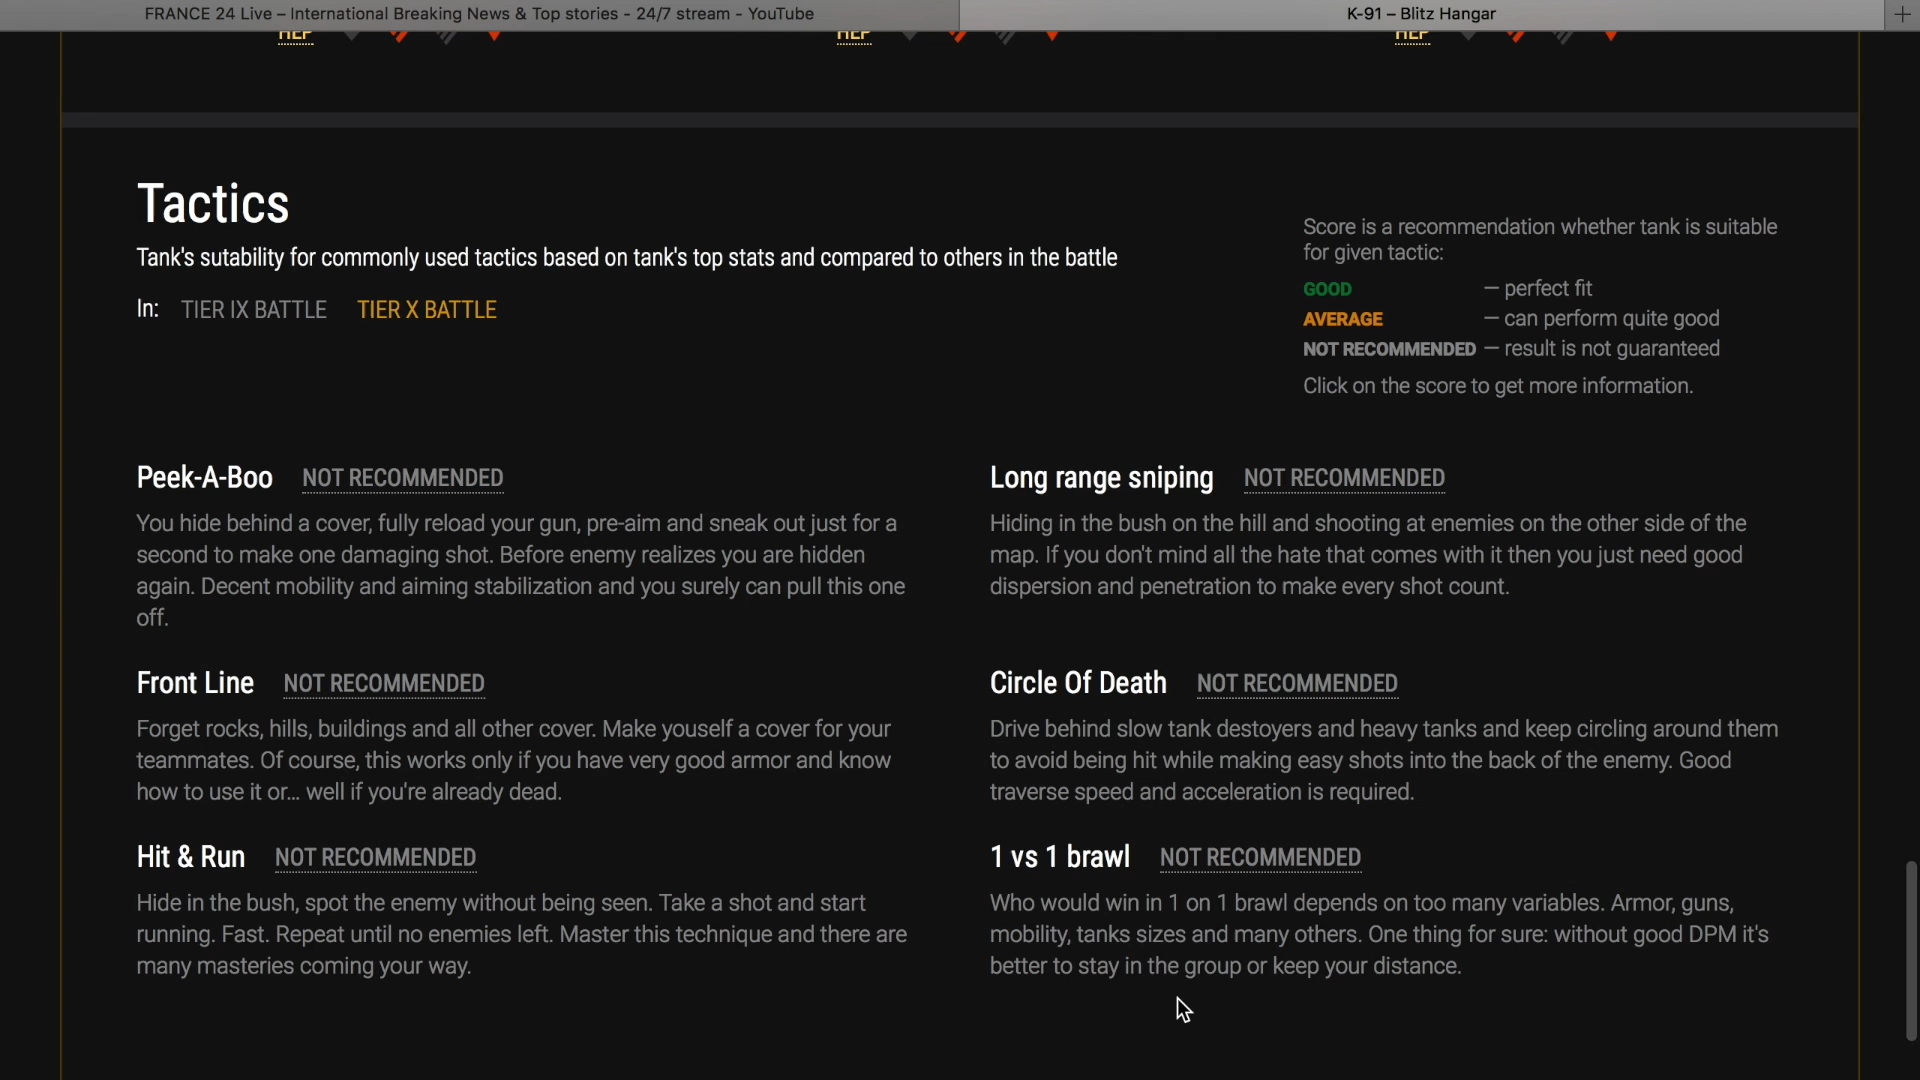 FRANCE 24 Live – International Breaking News & Top stories - 24/7 stream - YouTube
K-91 – Blitz Hangar
HEP HEP HEP
Tactics
Tank's sutability for commonly used tactics based on tank's top stats and compared to others in the battle
In: TIER IX BATTLE TIER X BATTLE
Score is a recommendation whether tank is suitable
for given tactic:
GOOD — perfect fit
AVERAGE — can perform quite good
NOT RECOMMENDED — result is not guaranteed
Click on the score to get more information.
Peek-A-Boo NOT RECOMMENDED
You hide behind a cover, fully reload your gun, pre-aim and sneak out just for a
second to make one damaging shot. Before enemy realizes you are hidden
again. Decent mobility and aiming stabilization and you surely can pull this one
off.
Long range sniping NOT RECOMMENDED
Hiding in the bush on the hill and shooting at enemies on the other side of the
map. If you don't mind all the hate that comes with it then you just need good
dispersion and penetration to make every shot count.
Front Line NOT RECOMMENDED
Forget rocks, hills, buildings and all other cover. Make youself a cover for your
teammates. Of course, this works only if you have very good armor and know
how to use it or... well if you're already dead.
Circle Of Death NOT RECOMMENDED
Drive behind slow tank destoyers and heavy tanks and keep circling around them
to avoid being hit while making easy shots into the back of the enemy. Good
traverse speed and acceleration is required.
Hit & Run NOT RECOMMENDED
Hide in the bush, spot the enemy without being seen. Take a shot and start
running. Fast. Repeat until no enemies left. Master this technique and there are
many masteries coming your way.
1 vs 1 brawl NOT RECOMMENDED
Who would win in 1 on 1 brawl depends on too many variables. Armor, guns,
mobility, tanks sizes and many others. One thing for sure: without good DPM it's
better to stay in the group or keep your distance.